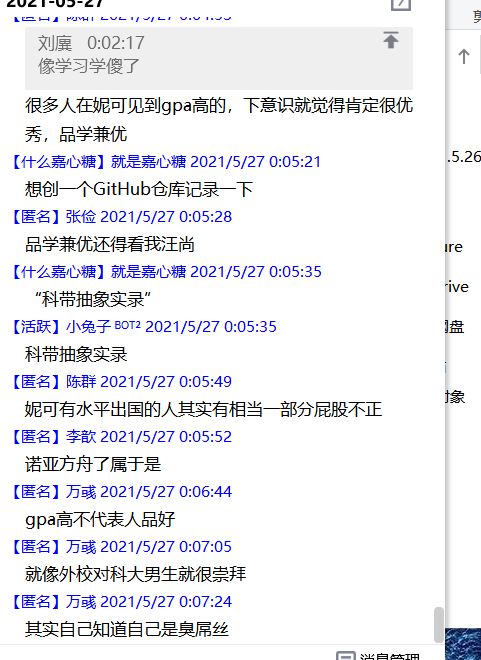 2021-05-27
刘廙 0:02:17
像学习学傻了
很多人在妮可见到gpa高的，下意识就觉得肯定很优
秀，品学兼优
【什么嘉心糖】就是嘉心糖 2021/5/27 0:05:21
想创一个GitHub仓库记录一下
【匿名】张俭 2021/5/27 0:05:28
品学兼优还得看我汪尚
【什么嘉心糖】就是嘉心糖 2021/5/27 0:05:35
“科带抽象实录”
【活跃】小兔子 BOT2 2021/5/27 0:05:35
科带抽象实录
【匿名】陈群 2021/5/27 0:05:49
妮可有水平出国的人其实有相当一部分屁股不正
【匿名】李歆 2021/5/27 0:05:52
诺亚方舟了属于是
【匿名】万彧 2021/5/27 0:06:44
gpa高不代表人品好
【匿名】万彧 2021/5/27 0:07:05
就像外校对科大男生就很崇拜
【匿名】万彧 2021/5/27 0:07:24
其实自己知道自己是臭屌丝
消息管理
.5.26
ure
rive
网盘
对象